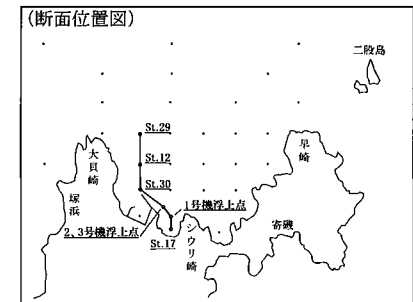 (断面位置図)
二股島
St.29
早崎
大貝崎
St.12
塚浜
St.30
1号機浮上点
寄磯
シウリ崎
2、3号機浮上点
St.17